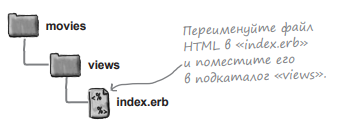 movies
views
index.erb
<%
%>
Переименуйте файл
HTML в «index.erb»
и поместите его
в подкаталог «views».